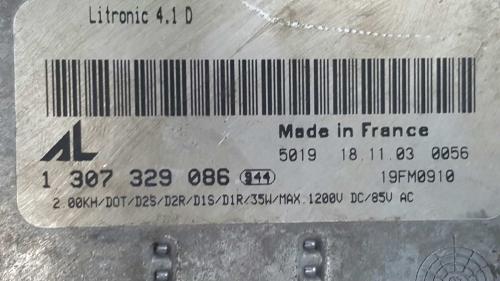 Litronic 4.1 D
AL
Made in France
5019 18.11.03 0056
1 307 329 086 944
19FM0910
2.00KH/DOT/D2S/D2R/D1S/D1R/35W/MAX.1200V DC/85V AC